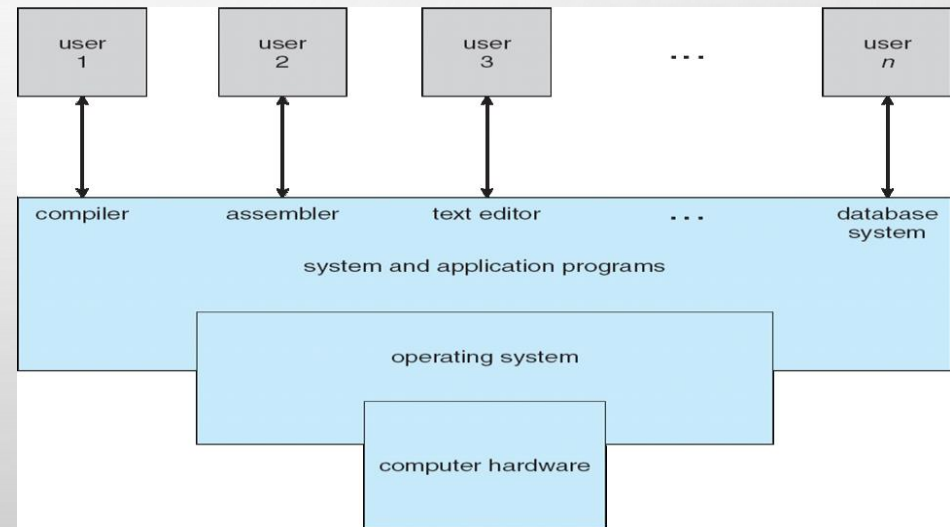 user
1
user
2
user
3
...
user
n
compiler
assembler
text editor
...
database
system
system and application programs
operating system
computer hardware